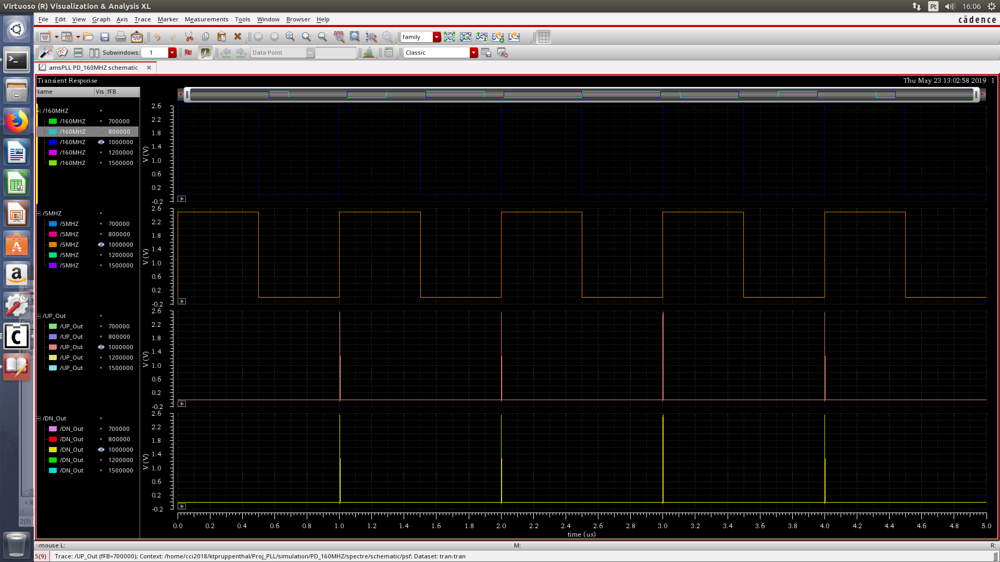 Virtuoso (R) Visualization & Analysis XL
Pt
16:06
File Edit View Graph Axis Trace Marker Measurements Tools Window Browser Help
cādence
family
Subwindows: 1
Data Point
Classic
amsPLL PD_160MHZ schematic
Transient Response
Thu May 23 13:02:58 2019 1
Name Vis fFB
/160MHZ
/160MHZ 700000
/160MHZ 800000
/160MHZ 1000000
/160MHZ 1200000
/160MHZ 1500000
2.6
2.2
1.8
1.4
1.0
0.6
0.2
-0.2
V (V)
/5MHZ
/5MHZ 700000
/5MHZ 800000
/5MHZ 1000000
/5MHZ 1200000
/5MHZ 1500000
2.6
2.2
1.8
1.4
1.0
0.6
0.2
-0.2
V (V)
/UP_Out
/UP_Out 700000
/UP_Out 800000
/UP_Out 1000000
/UP_Out 1200000
/UP_Out 1500000
2.6
2.2
1.8
1.4
1.0
0.6
0.2
-0.2
V (V)
/DN_Out
/DN_Out 700000
/DN_Out 800000
/DN_Out 1000000
/DN_Out 1200000
/DN_Out 1500000
2.6
2.2
1.8
1.4
1.0
0.6
0.2
-0.2
V (V)
0.0 0.2 0.4 0.6 0.8 1.0 1.2 1.4 1.6 1.8 2.0 2.2 2.4 2.6 2.8 3.0 3.2 3.4 3.6 3.8 4.0 4.2 4.4 4.6 4.8 5.0
time (us)
Lau
> R
2(3)
mouse L: M: R:
5(9) Trace: /UP_Out (fFB=700000); Context: /home/cci2018/ktpruppenthal/Proj_PLL/simulation/PD_160MHZ/spectre/schematic/psf; Dataset: tran-tran